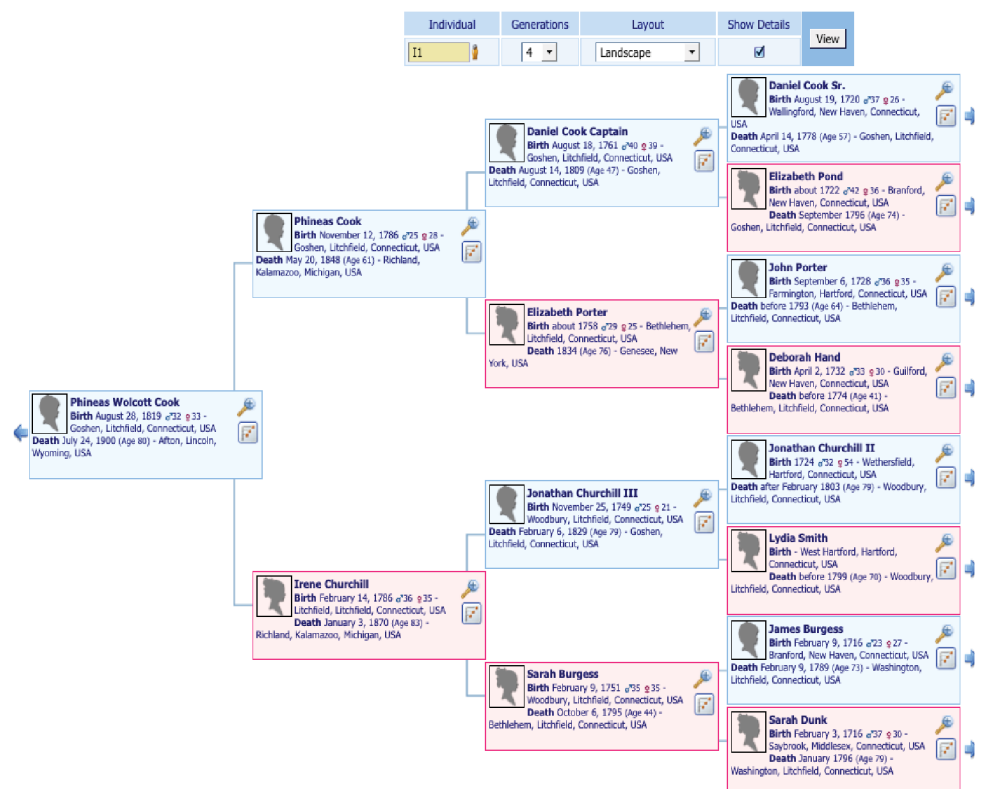 Individual Generations Layout Show Details
I1 4 Landscape View
Daniel Cook Sr.
Birth August 19, 1720 ♂37 ♀26 -
Wallingford, New Haven, Connecticut,
USA
Death April 14, 1778 (Age 57) - Goshen, Litchfield,
Connecticut, USA
Daniel Cook Captain
Birth August 18, 1761 ♂40 ♀39 -
Goshen, Litchfield, Connecticut, USA
Death August 14, 1809 (Age 47) - Goshen,
Litchfield, Connecticut, USA
Elizabeth Pond
Birth about 1722 ♂42 ♀36 - Branford,
New Haven, Connecticut, USA
Death September 1796 (Age 74) -
Goshen, Litchfield, Connecticut, USA
Phineas Cook
Birth November 12, 1786 ♂25 ♀28 -
Goshen, Litchfield, Connecticut, USA
Death May 20, 1848 (Age 61) - Richland,
Kalamazoo, Michigan, USA
John Porter
Birth September 6, 1728 ♂36 ♀35 -
Farmington, Hartford, Connecticut, USA
Death before 1793 (Age 64) - Bethlehem,
Litchfield, Connecticut, USA
Elizabeth Porter
Birth about 1758 ♂29 ♀25 - Bethlehem,
Litchfield, Connecticut, USA
Death 1834 (Age 76) - Genesee, New
York, USA
Deborah Hand
Birth April 2, 1732 ♂33 ♀30 - Guilford,
New Haven, Connecticut, USA
Death before 1774 (Age 41) -
Bethlehem, Litchfield, Connecticut, USA
Phineas Wolcott Cook
Birth August 28, 1819 ♂32 ♀33 -
Goshen, Litchfield, Connecticut, USA
Death July 24, 1900 (Age 80) - Afton, Lincoln,
Wyoming, USA
Jonathan Churchill II
Birth 1724 ♂32 ♀54 - Wethersfield,
Hartford, Connecticut, USA
Death after February 1803 (Age 79) - Woodbury,
Litchfield, Connecticut, USA
Jonathan Churchill III
Birth November 25, 1749 ♂25 ♀21 -
Woodbury, Litchfield, Connecticut, USA
Death February 6, 1829 (Age 79) - Goshen,
Litchfield, Connecticut, USA
Lydia Smith
Birth - West Hartford, Hartford,
Connecticut, USA
Death before 1799 (Age 70) - Woodbury,
Litchfield, Connecticut, USA
Irene Churchill
Birth February 14, 1786 ♂36 ♀35 -
Litchfield, Litchfield, Connecticut, USA
Death January 3, 1870 (Age 83) -
Richland, Kalamazoo, Michigan, USA
James Burgess
Birth February 9, 1716 ♂23 ♀27 -
Branford, New Haven, Connecticut, USA
Death February 9, 1789 (Age 73) - Washington,
Litchfield, Connecticut, USA
Sarah Burgess
Birth February 9, 1751 ♂35 ♀35 -
Woodbury, Litchfield, Connecticut, USA
Death October 6, 1795 (Age 44) -
Bethlehem, Litchfield, Connecticut, USA
Sarah Dunk
Birth February 3, 1716 ♂37 ♀30 -
Saybrook, Middlesex, Connecticut, USA
Death January 1796 (Age 79) -
Washington, Litchfield, Connecticut, USA